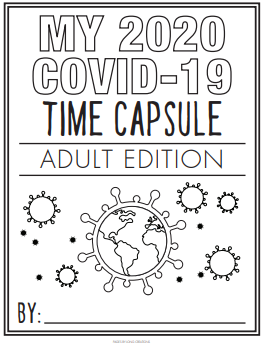 MY 2020
COVID-19
TIME CAPSULE
ADULT EDITION
BY: